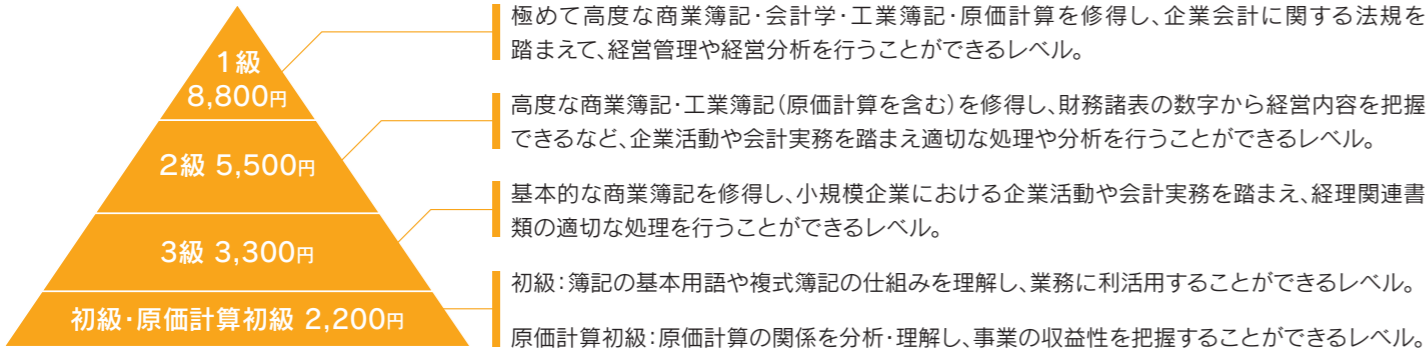 1級
8,800円
極めて高度な商業簿記・会計学・工業簿記・原価計算を修得し、企業会計に関する法規を
踏まえて、経営管理や経営分析を行うことができるレベル。
2級 5,500円
高度な商業簿記・工業簿記(原価計算を含む)を修得し、財務諸表の数字から経営内容を把握
できるなど、企業活動や会計実務を踏まえ適切な処理や分析を行うことができるレベル。
3級 3,300円
基本的な商業簿記を修得し、小規模企業における企業活動や会計実務を踏まえ、経理関連書
類の適切な処理を行うことができるレベル。
初級・原価計算初級 2,200円
初級:簿記の基本用語や複式簿記の仕組みを理解し、業務に利活用することができるレベル。
原価計算初級:原価計算の関係を分析・理解し、事業の収益性を把握することができるレベル。